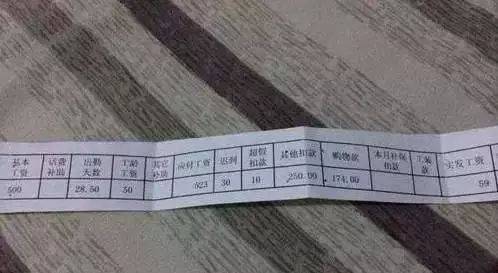 基本工资 话费补助 出勤天数 工龄工资 其它补助 应付工资 迟到 超假扣款 其他扣款 购物款 本月补保扣款 工装款 实发工资
500 28.50 50 523 30 10 250.00 174.00 59